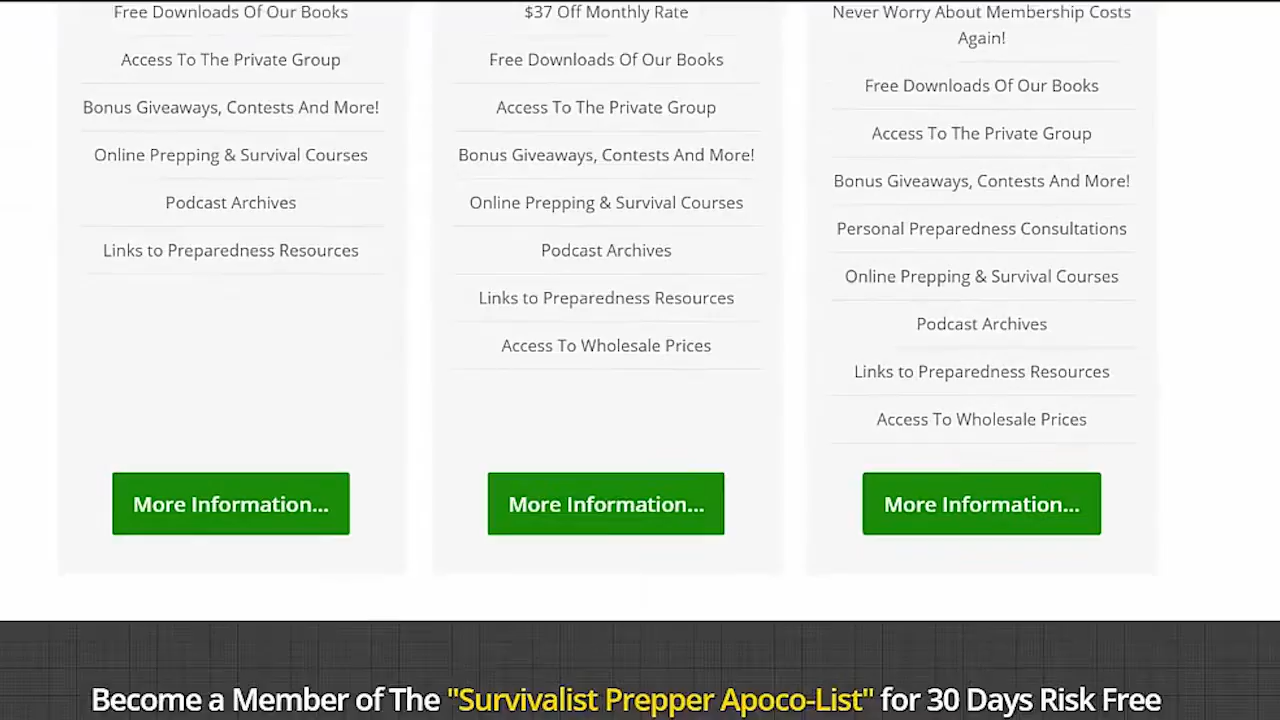 Free Downloads Of Our Books
Access To The Private Group
Bonus Giveaways, Contests And More!
Online Prepping & Survival Courses
Podcast Archives
Links to Preparedness Resources
More Information...
$37 Off Monthly Rate
Free Downloads Of Our Books
Access To The Private Group
Bonus Giveaways, Contests And More!
Online Prepping & Survival Courses
Podcast Archives
Links to Preparedness Resources
Access To Wholesale Prices
More Information...
Never Worry About Membership Costs
Again!
Free Downloads Of Our Books
Access To The Private Group
Bonus Giveaways, Contests And More!
Personal Preparedness Consultations
Online Prepping & Survival Courses
Podcast Archives
Links to Preparedness Resources
Access To Wholesale Prices
More Information...
Become a Member of The "Survivalist Prepper Apoco-List" for 30 Days Risk Free